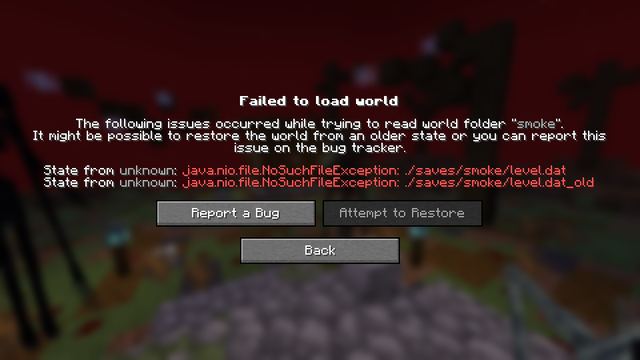 Failed to load world
The following issues occurred while trying to read world folder "smoke".
It might be possible to restore the world from an older state or you can report this
issue on the bug tracker.
State from unknown: java.nio.file.NoSuchFileException: ./saves/smoke/level.dat
State from unknown: java.nio.file.NoSuchFileException: ./saves/smoke/level.dat_old
Report a Bug
Attempt to Restore
Back